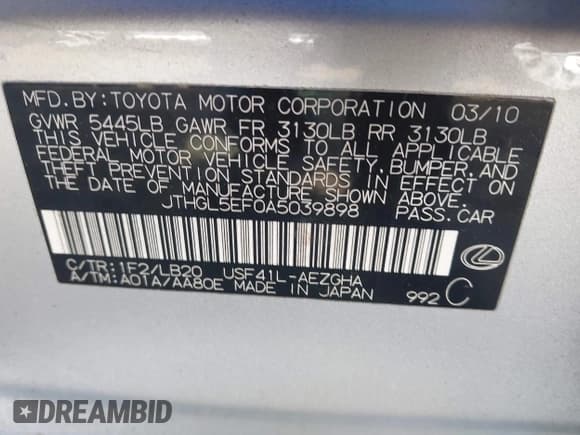 MFD.BY:TOYOTA MOTOR CORPORATION 03/10
GVWR 5445LB GAWR FR 3130LB RR 3130LB
THIS VEHICLE CONFORMS TO ALL APPLICABLE
FEDERAL MOTOR VEHICLE SAFETY,BUMPER,AND
THEFT PREVENTION STANDARDS IN EFFECT ON
THE DATE OF MANUFACTURE SHOWN ABOVE.
JTHGL5EF0A5039898 PASS.CAR
C/TR:1F2/LB20 USF41L-AEZGHA
A/TM:A01A/AA80E MADE IN JAPAN 992 C
DREAMBID